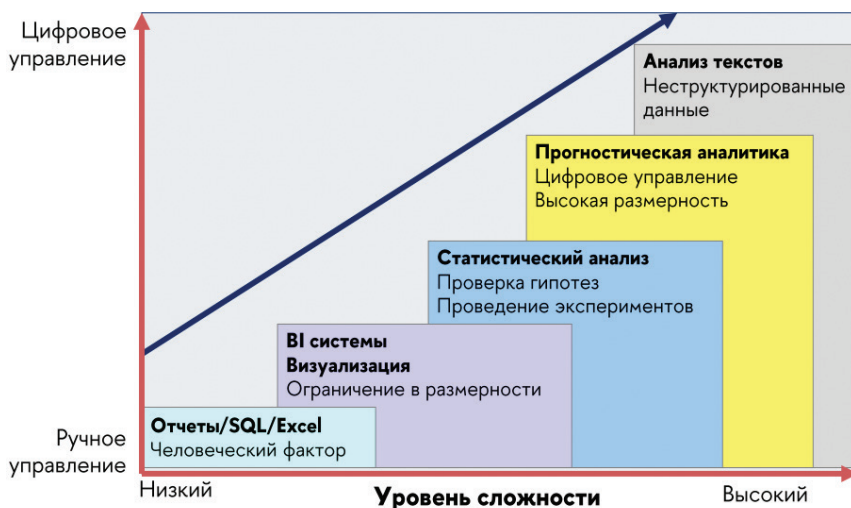 Цифровое
управление
Анализ текстов
Неструктурированные
данные
Прогностическая аналитика
Цифровое управление
Высокая размерность
Статистический анализ
Проверка гипотез
Проведение экспериментов
BI системы
Визуализация
Ограничение в размерности
Отчеты/SQL/Excel
Человеческий фактор
Ручное
управление
Низкий
Уровень сложности
Высокий